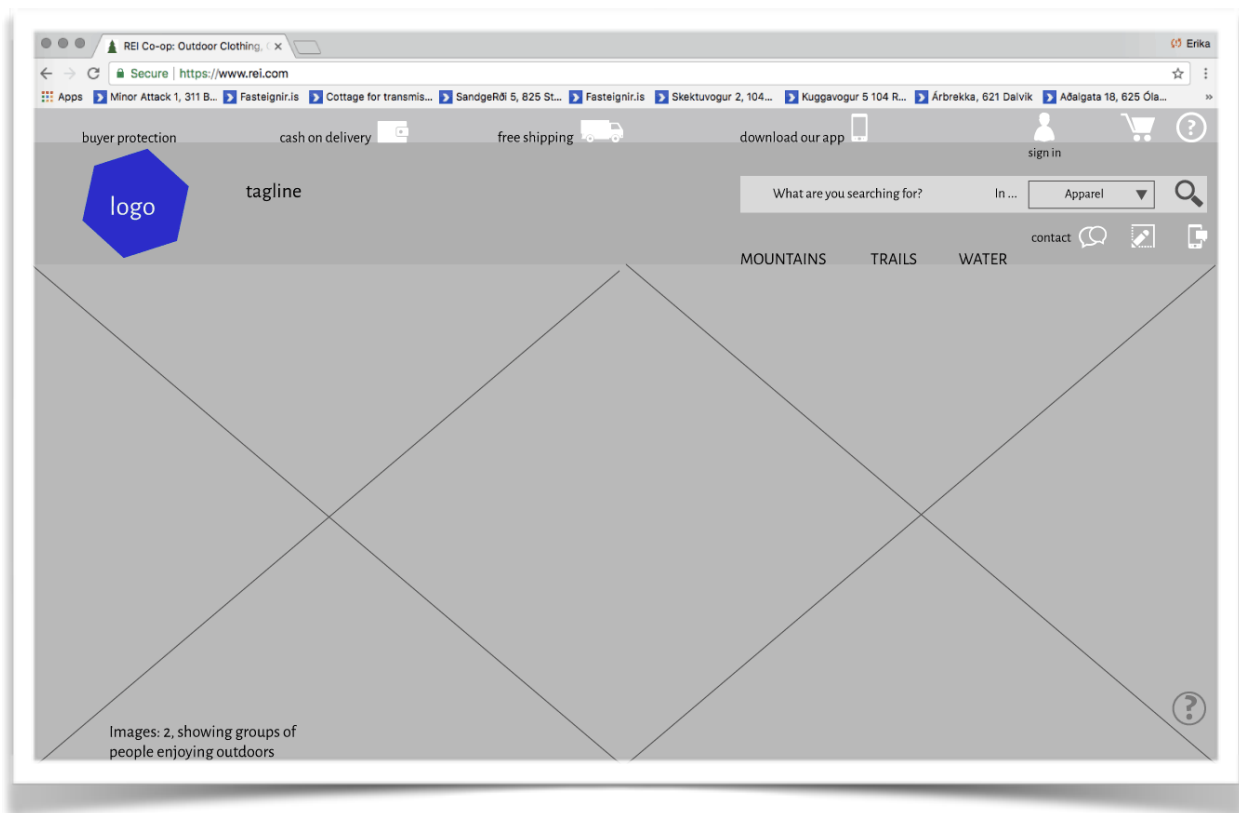 REI Co-op: Outdoor Clothing,
Erika
Secure | https://www.rei.com
Apps Minor Attack 1, 311 B... Fasteignir.is Cottage for transmis... SandgeRði 5, 825 St... Fasteignir.is Skektuvogur 2, 104... Kuggavogur 5 104 R... Árbrekka, 621 Dalvik Aðalgata 18, 625 Óla... »
buyer protection cash on delivery free shipping download our app ?
sign in
logo tagline What are you searching for? In ... Apparel
contact
MOUNTAINS TRAILS WATER
?
Images: 2, showing groups of
people enjoying outdoors